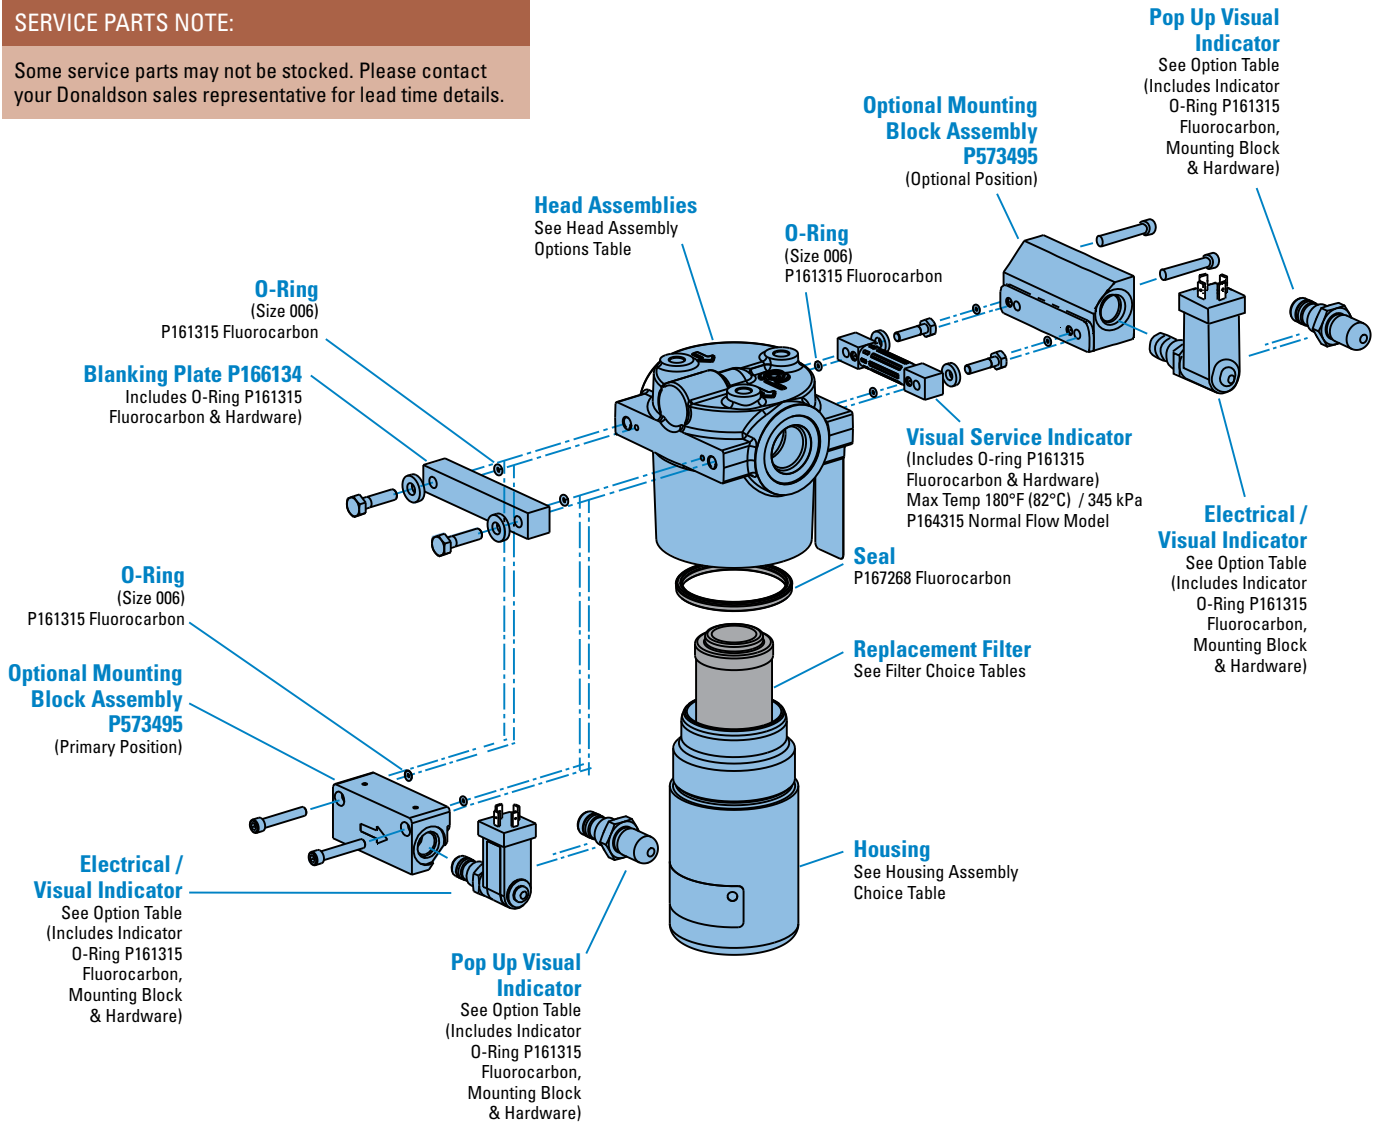 SERVICE PARTS NOTE:
Some service parts may not be stocked. Please contact
your Donaldson sales representative for lead time details.
Pop Up Visual
Indicator
See Option Table
(Includes Indicator
O-Ring P161315
Fluorocarbon,
Mounting Block
& Hardware)
Optional Mounting
Block Assembly
P573495
(Optional Position)
Head Assemblies
See Head Assembly
Options Table
O-Ring
(Size 006)
P161315 Fluorocarbon
O-Ring
(Size 006)
P161315 Fluorocarbon
Blanking Plate P166134
Includes O-Ring P161315
Fluorocarbon & Hardware)
Visual Service Indicator
(Includes O-ring P161315
Fluorocarbon & Hardware)
Max Temp 180°F (82°C) / 345 kPa
P164315 Normal Flow Model
Electrical /
Visual Indicator
See Option Table
(Includes Indicator
O-Ring P161315
Fluorocarbon,
Mounting Block
& Hardware)
Seal
P167268 Fluorocarbon
O-Ring
(Size 006)
P161315 Fluorocarbon
Replacement Filter
See Filter Choice Tables
Optional Mounting
Block Assembly
P573495
(Primary Position)
Housing
See Housing Assembly
Choice Table
Electrical /
Visual Indicator
See Option Table
(Includes Indicator
O-Ring P161315
Fluorocarbon,
Mounting Block
& Hardware)
Pop Up Visual
Indicator
See Option Table
(Includes Indicator
O-Ring P161315
Fluorocarbon,
Mounting Block
& Hardware)